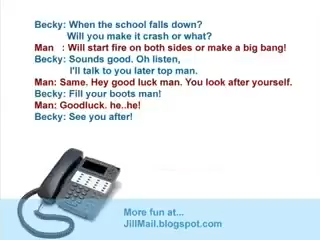 Becky: When the school falls down?
Will you make it crash or what?
Man : Will start fire on both sides or make a big bang!
Becky: Sounds good. Oh listen,
I'll talk to you later top man.
Man: Same. Hey good luck man. You look after yourself.
Becky: Fill your boots man!
Man: Goodluck. he..he!
Becky: See you after!
More fun at...
JillMail.blogspot.com